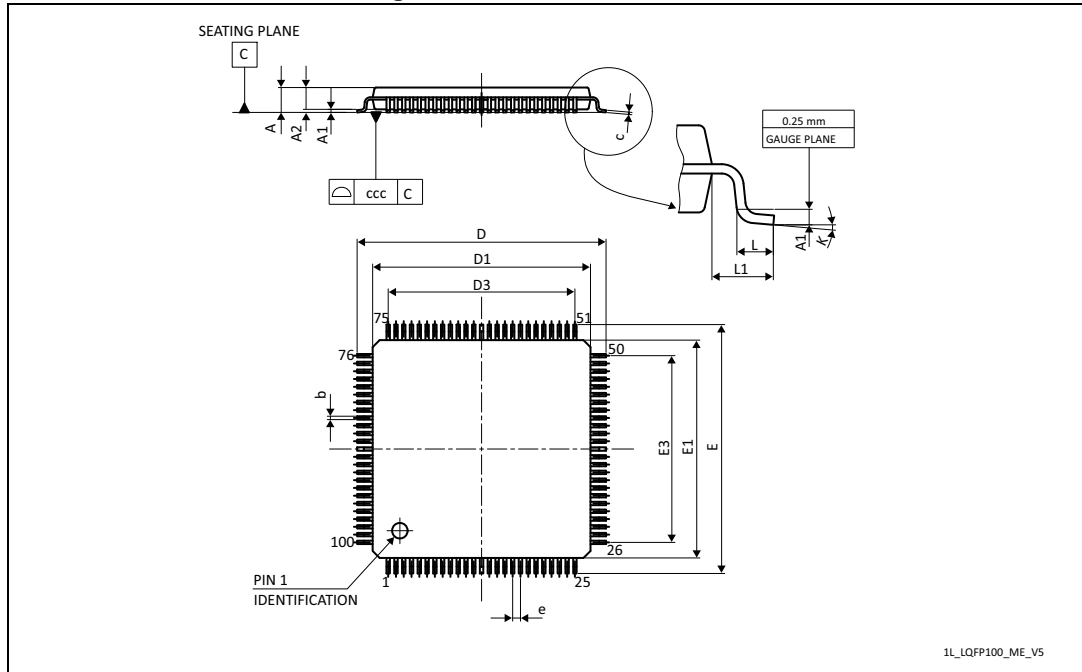 SEATING PLANE
C
A
A2
A1
c
ccc C
0.25 mm
GAUGE PLANE
L
L1
A1
K
D
D1
D3
75
51
76
50
b
E3
E1
E
100
26
PIN 1
IDENTIFICATION
1
25
e
1L_LQFP100_ME_V5